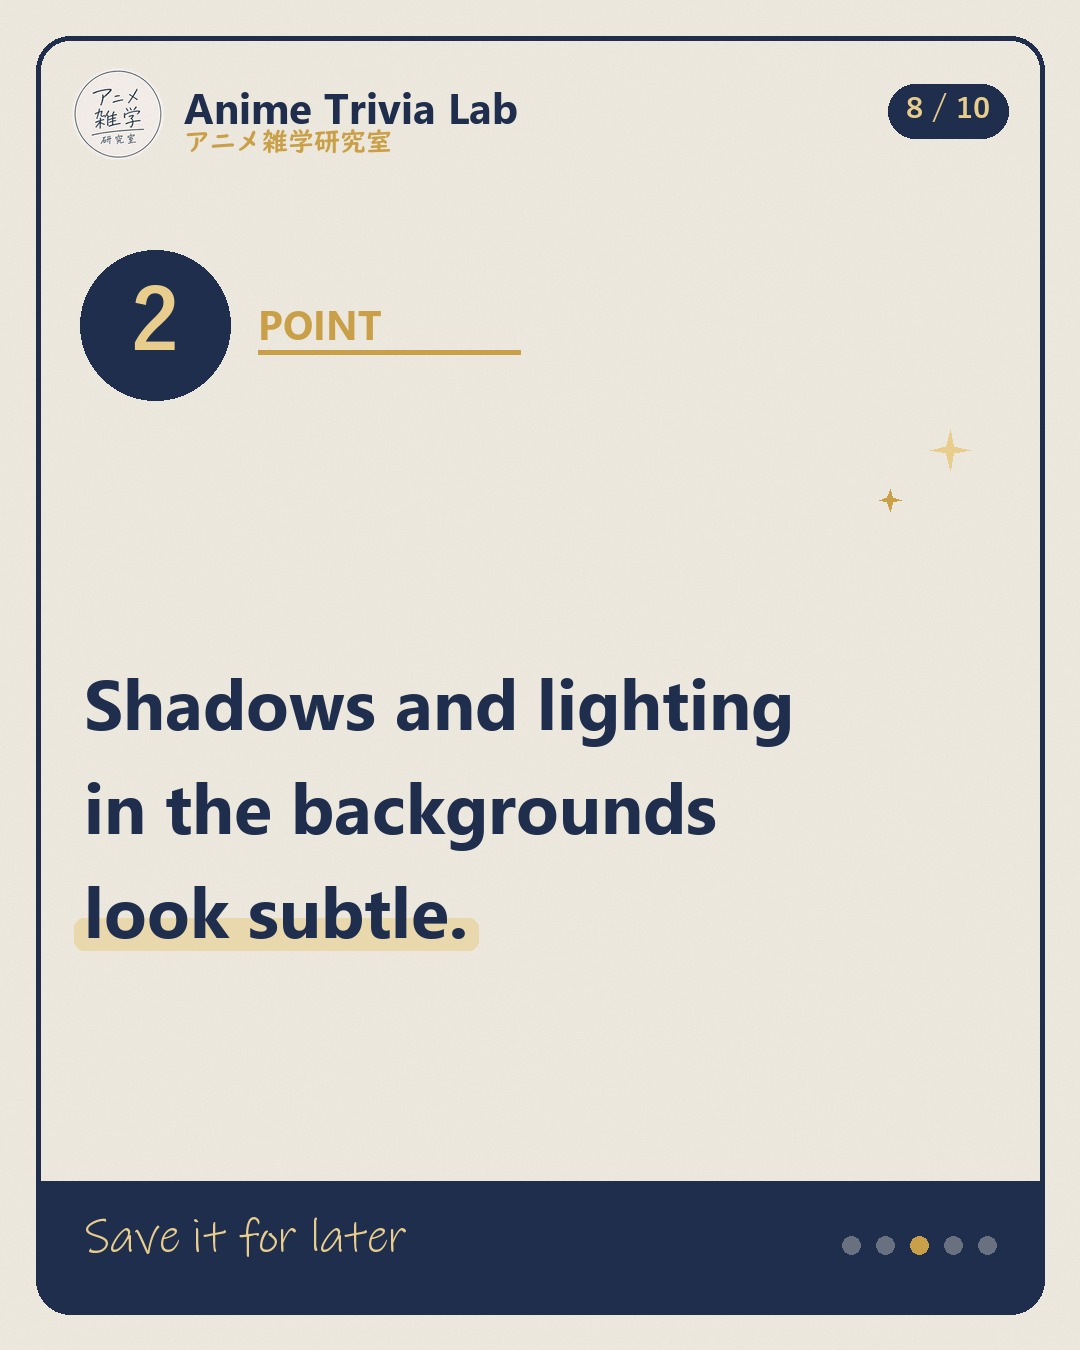 アニメ
雑学
研究室
Anime Trivia Lab
アニメ雑学研究室
8 / 10
2
POINT
Shadows and lighting
in the backgrounds
look subtle.
Save it for later